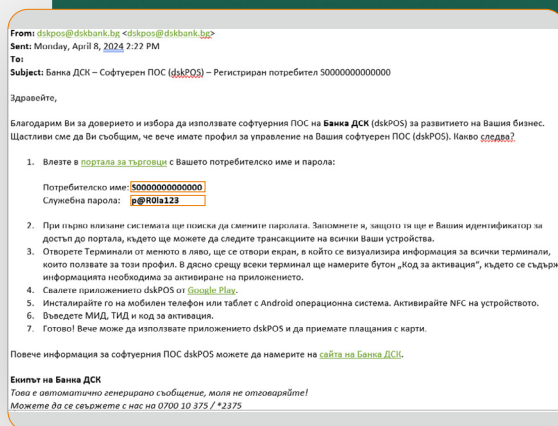 From: dskpos@dskbank.bg <dskpos@dskbank.bg>
Sent: Monday, April 8, 2024 2:22 PM
To:
Subject: Банка ДСК – Софтуерен ПОС (dskPOS) – Регистриран потребител S0000000000000
Здравейте,
Благодарим Ви за доверието и избора да използвате софтуерния ПОС на Банка ДСК (dskPOS) за развитието на Вашия бизнес.
Щастливи сме да Ви съобщим, че вече имате профил за управление на Вашия софтуерен ПОС (dskPOS). Какво следва?
1. Влезте в портала за търговци с Вашето потребителско име и парола:
Потребителско име: S0000000000000
Служебна парола: p@R0la123
2. При първо влизане системата ще поиска да смените паролата. Запомнете я, защото тя ще е Вашия идентификатор за
достъп до портала, където ще можете да следите трансакциите на всички Ваши устройства.
3. Отворете Терминали от менюто в ляво, ще се отвори екран, в който се визуализира информация за всички терминали,
които ползвате за този профил. В дясно срещу всеки терминал ще намерите бутон „Код за активация“, където се съдърж
информацията необходима за активиране на приложението.
4. Свалете приложението dskPOS от Google Play.
5. Инсталирайте го на мобилен телефон или таблет с Android операционна система. Активирайте NFC на устройството.
6. Въведете МИД, ТИД и код за активация.
7. Готово! Вече може да използвате приложението dskPOS и да приемате плащания с карти.
Повече информация за софтуерния ПОС dskPOS можете да намерите на сайта на Банка ДСК.
Екипът на Банка ДСК
Това е автоматично генерирано съобщение, моля не отговаряйте!
Можете да се свържете с нас на 0700 10 375 / *2375